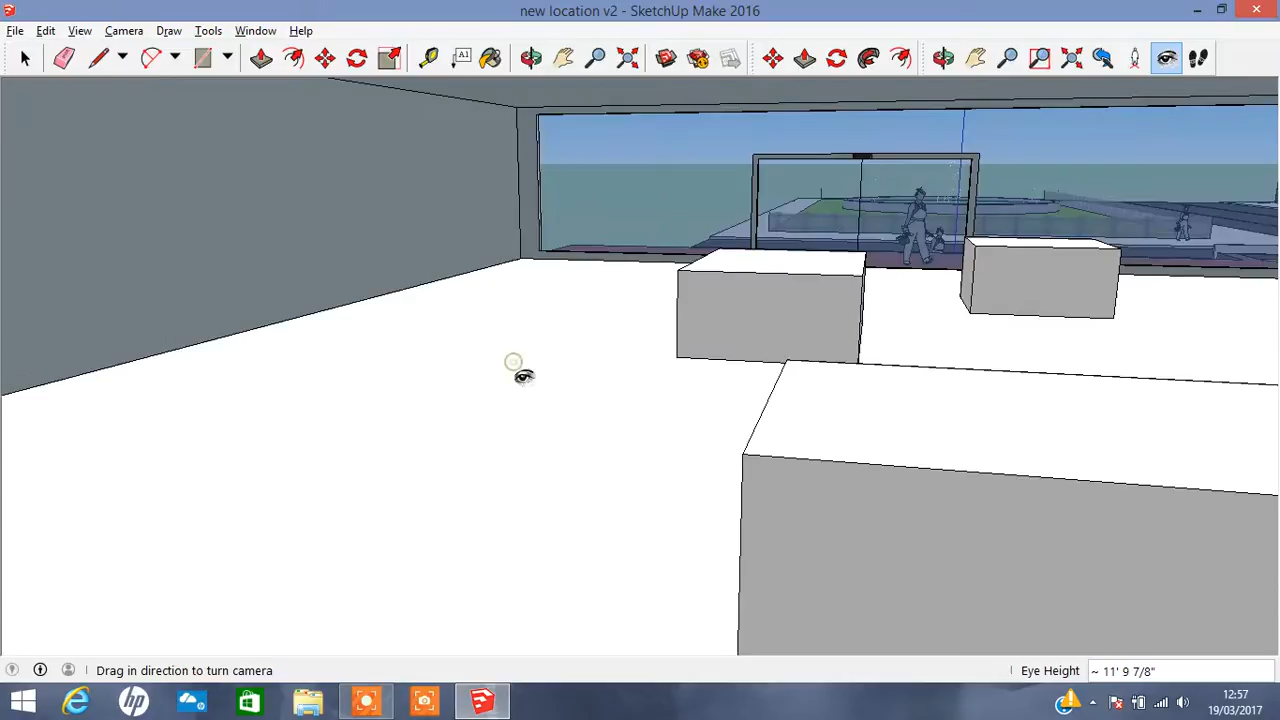 new location v2 - SketchUp Make 2016
File Edit View Camera Draw Tools Window Help
A1
Drag in direction to turn camera
Eye Height ~ 11' 9 7/8"
12:57
19/03/2017